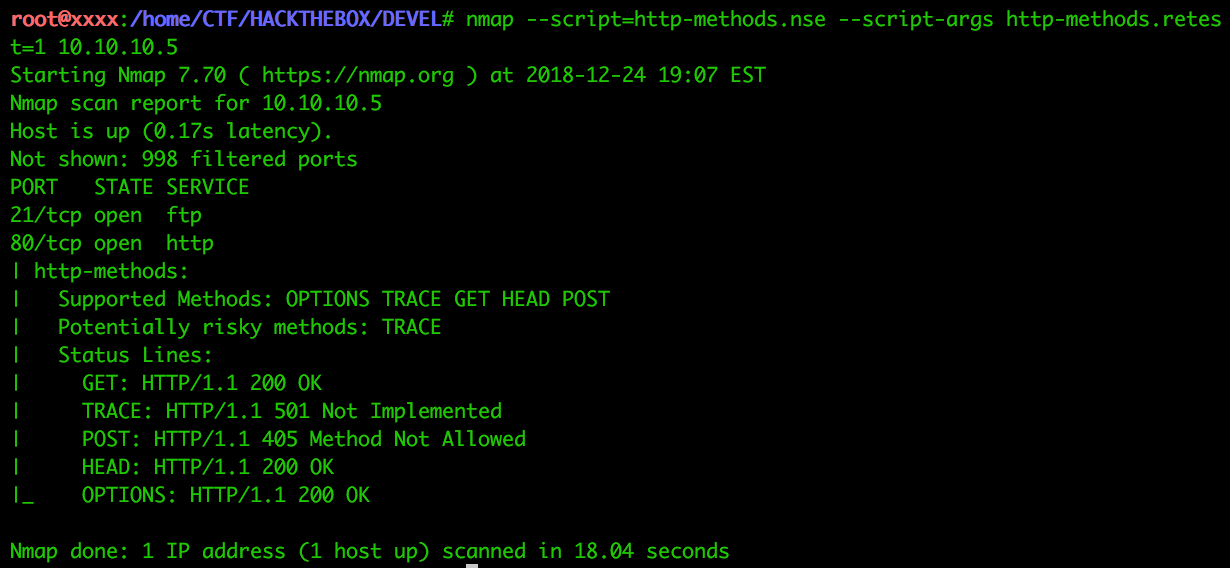 root@xxxx:/home/CTF/HACKTHEBOX/DEVEL# nmap --script=http-methods.nse --script-args http-methods.retes
t=1 10.10.10.5
Starting Nmap 7.70 ( https://nmap.org ) at 2018-12-24 19:07 EST
Nmap scan report for 10.10.10.5
Host is up (0.17s latency).
Not shown: 998 filtered ports
PORT   STATE SERVICE
21/tcp open  ftp
80/tcp open  http
| http-methods:
|   Supported Methods: OPTIONS TRACE GET HEAD POST
|   Potentially risky methods: TRACE
|   Status Lines:
|     GET: HTTP/1.1 200 OK
|     TRACE: HTTP/1.1 501 Not Implemented
|     POST: HTTP/1.1 405 Method Not Allowed
|     HEAD: HTTP/1.1 200 OK
|_    OPTIONS: HTTP/1.1 200 OK
Nmap done: 1 IP address (1 host up) scanned in 18.04 seconds